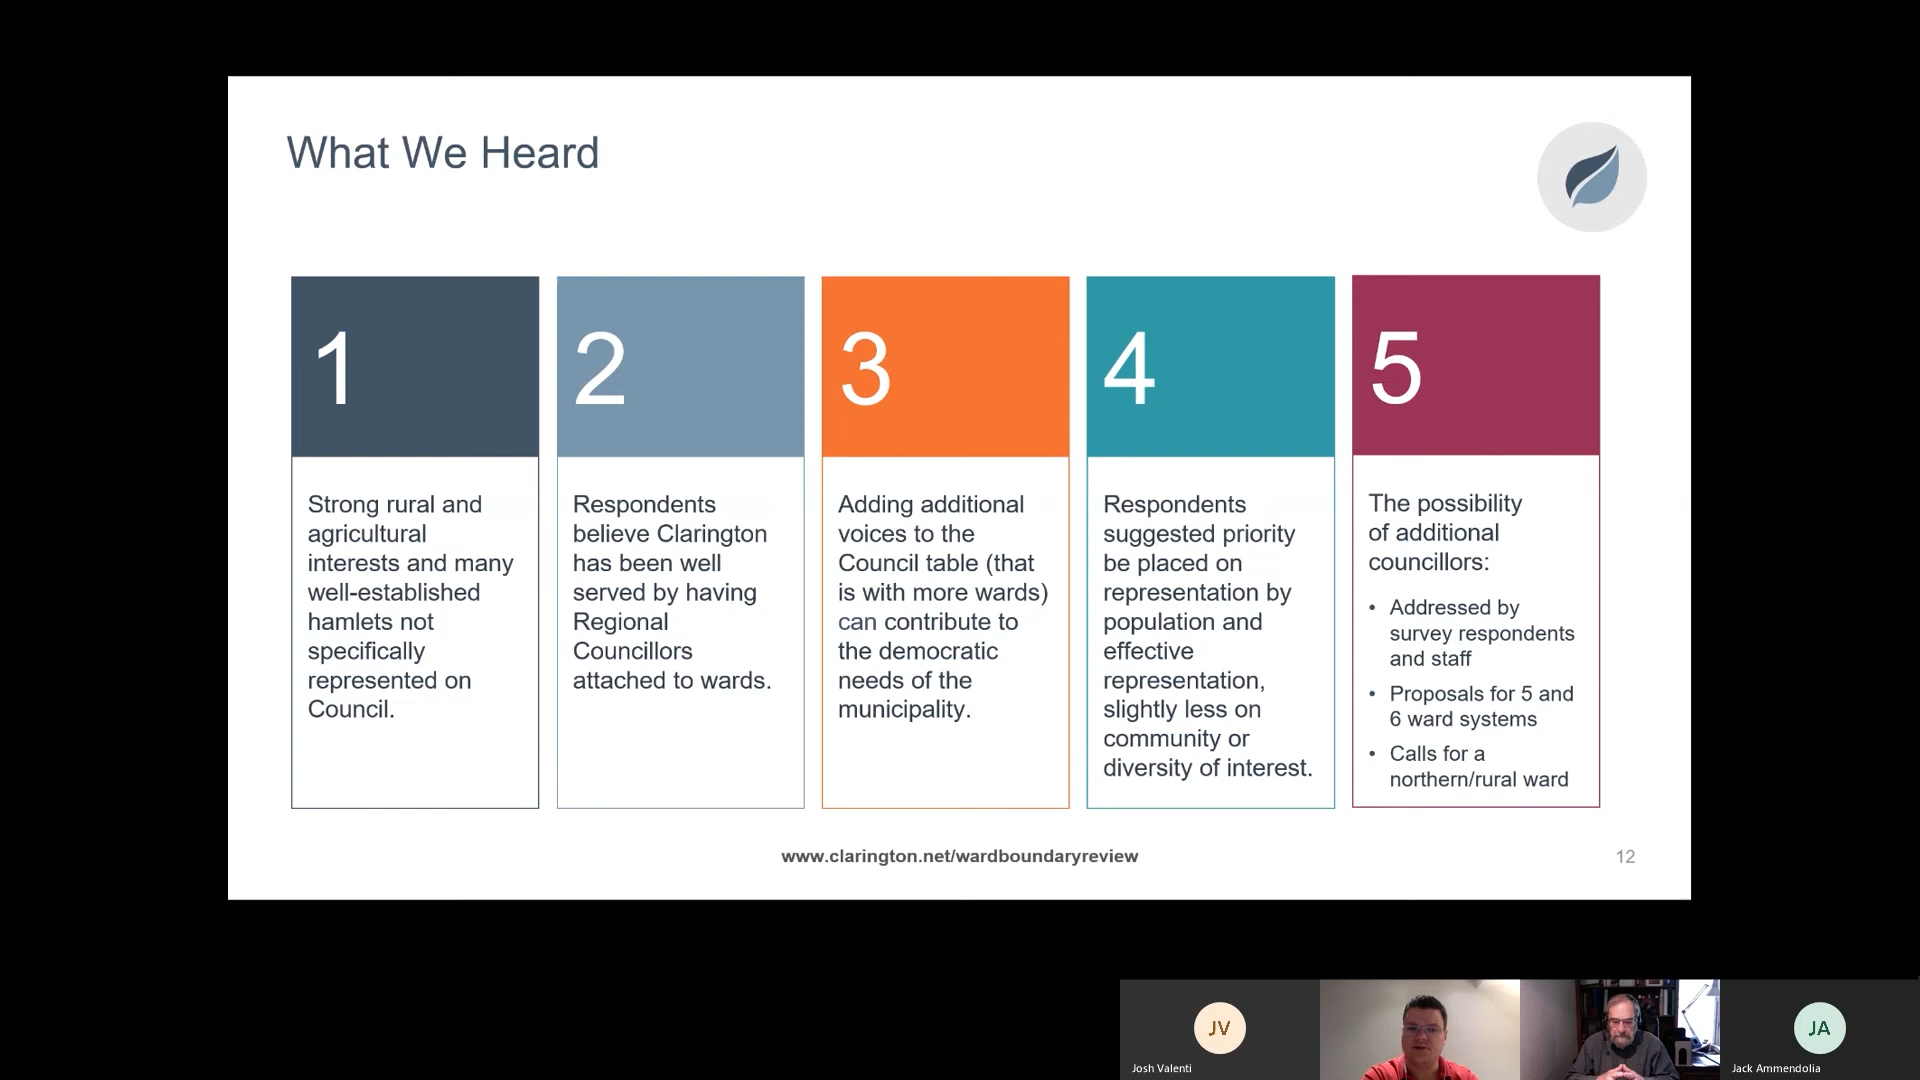 What We Heard
1
Strong rural and
agricultural
interests and many
well-established
hamlets not
specifically
represented on
Council.
2
Respondents
believe Clarington
has been well
served by having
Regional
Councillors
attached to wards.
3
Adding additional
voices to the
Council table (that
is with more wards)
can contribute to
the democratic
needs of the
municipality.
4
Respondents
suggested priority
be placed on
representation by
population and
effective
representation,
slightly less on
community or
diversity of interest.
5
The possibility
of additional
councillors:
• Addressed by
survey respondents
and staff
• Proposals for 5 and
6 ward systems
• Calls for a
northern/rural ward
www.clarington.net/wardboundaryreview
12
JV
Josh Valenti
JA
Jack Ammendolia